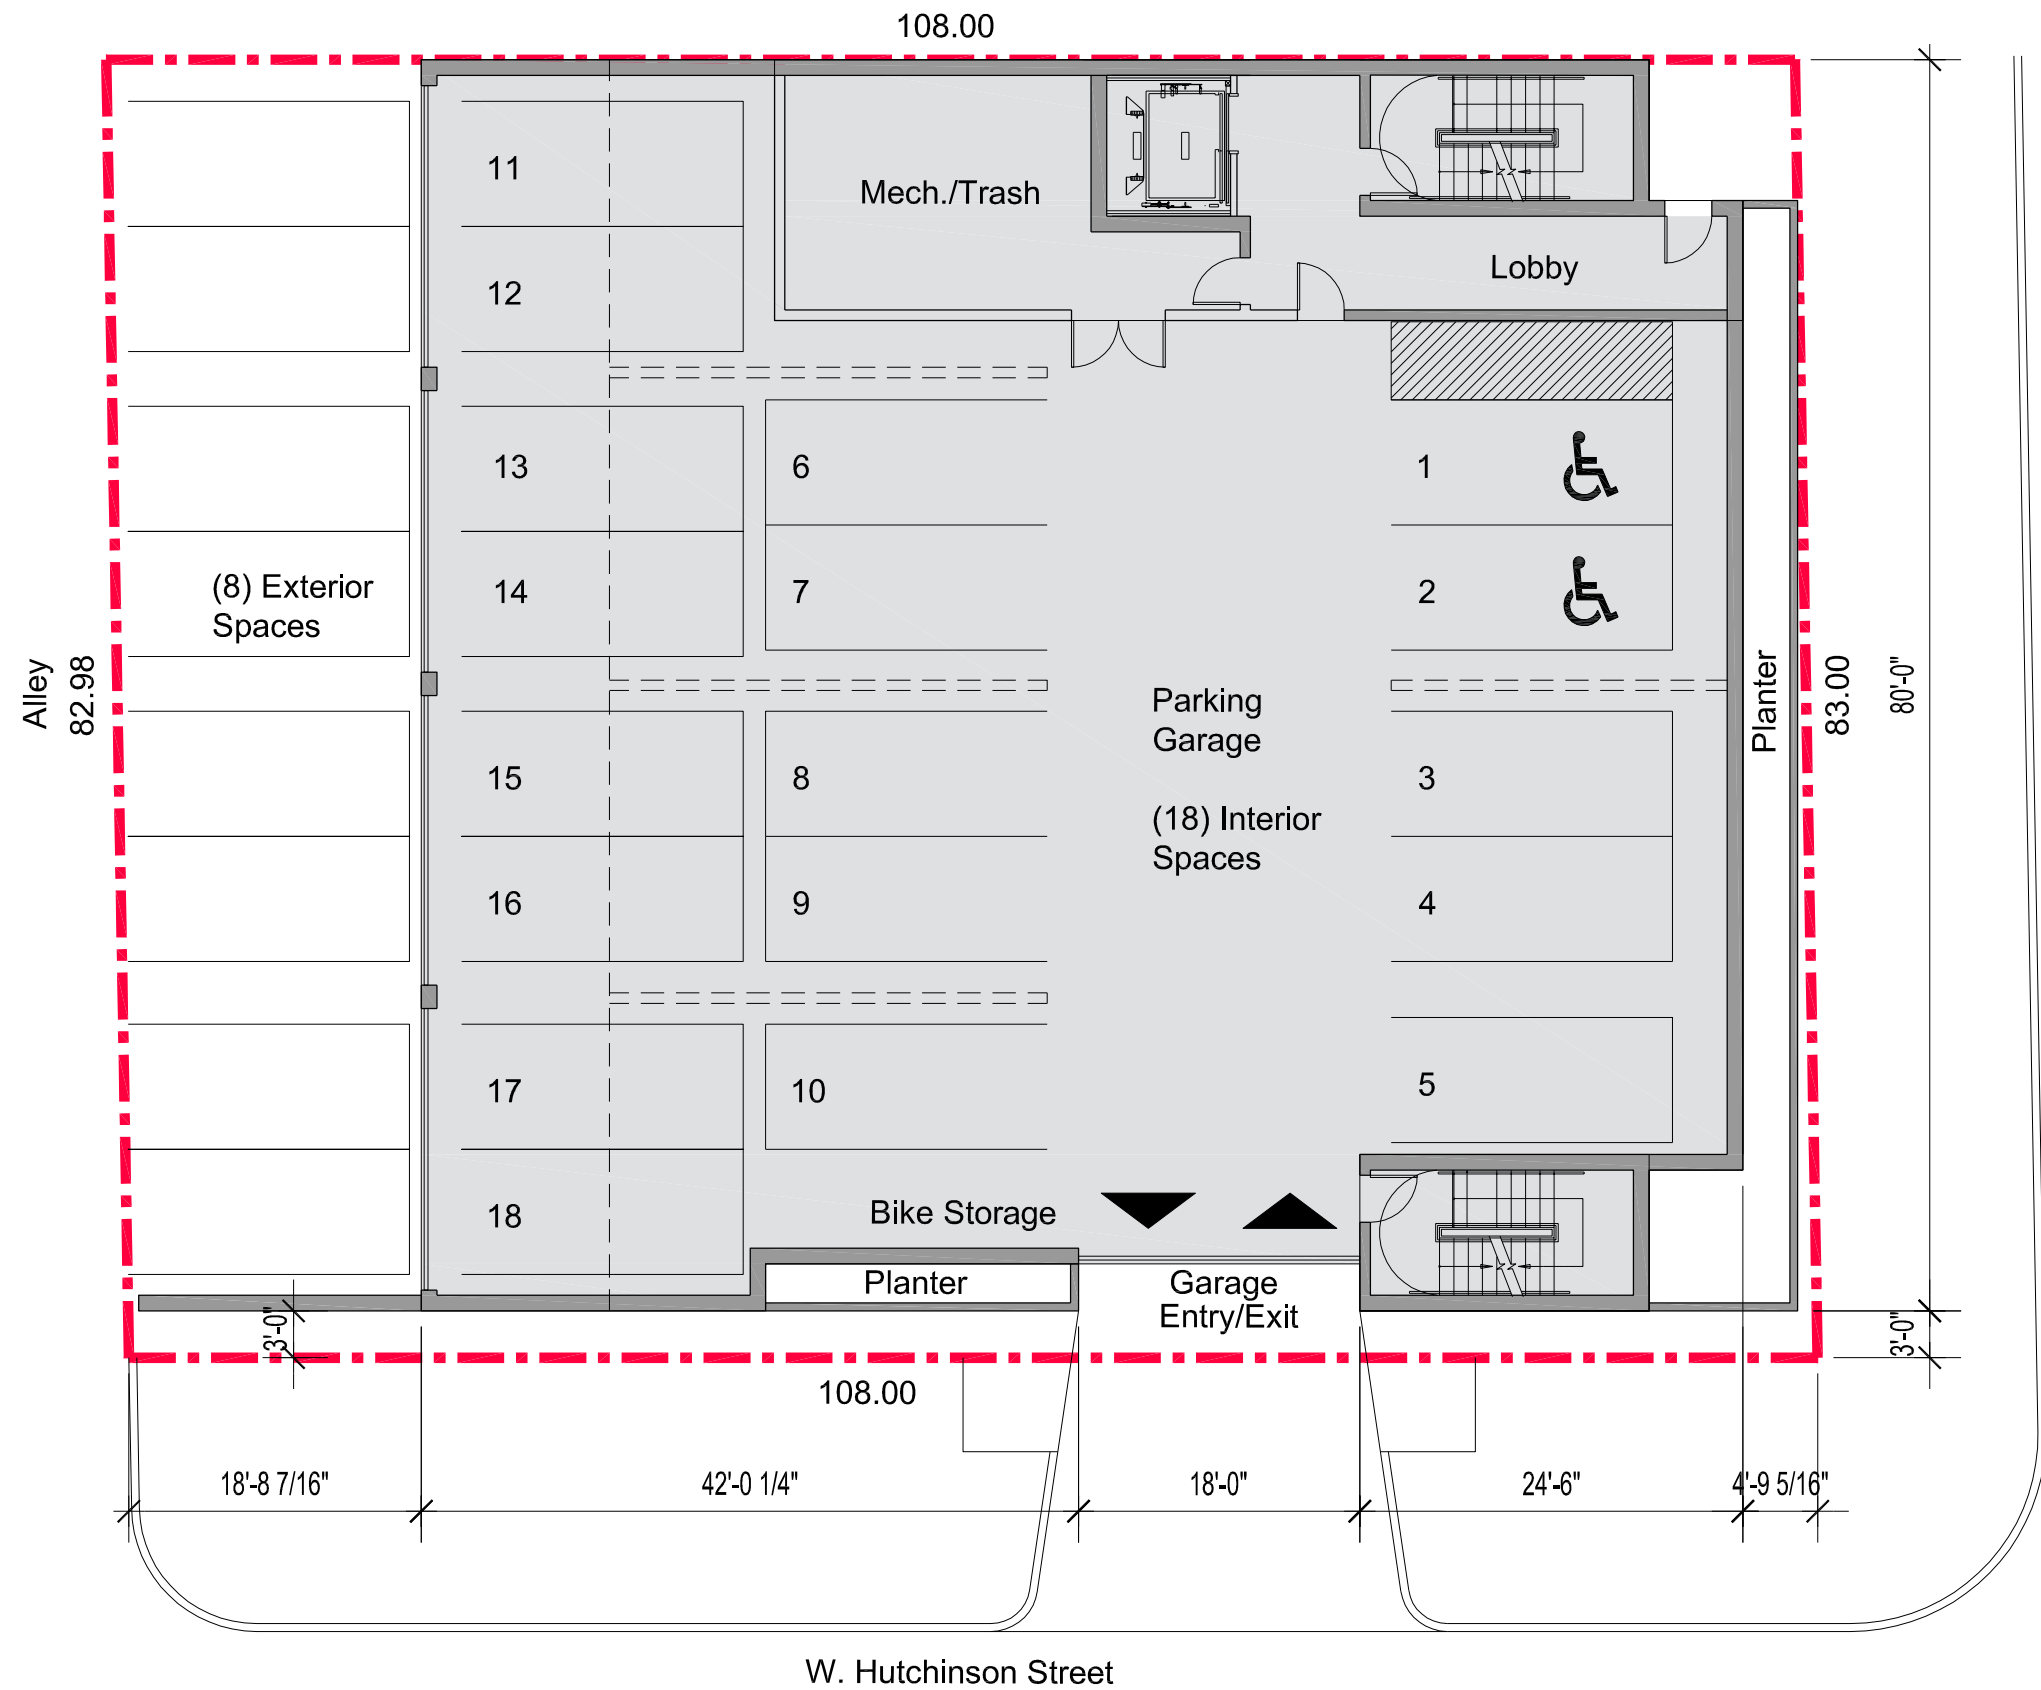 108.00
11
Mech./Trash
12
Lobby
13
6
1
14
7
2
(8) Exterior
Spaces
Alley
82.98
Parking
Garage
Planter
83.00
80'-0"
15
8
3
(18) Interior
Spaces
16
9
4
17
10
5
18
Bike Storage
Planter
Garage
Entry/Exit
3'-0"
3'-0"
108.00
18'-8 7/16"
42'-0 1/4"
18'-0"
24'-6"
4'-9 5/16"
W. Hutchinson Street